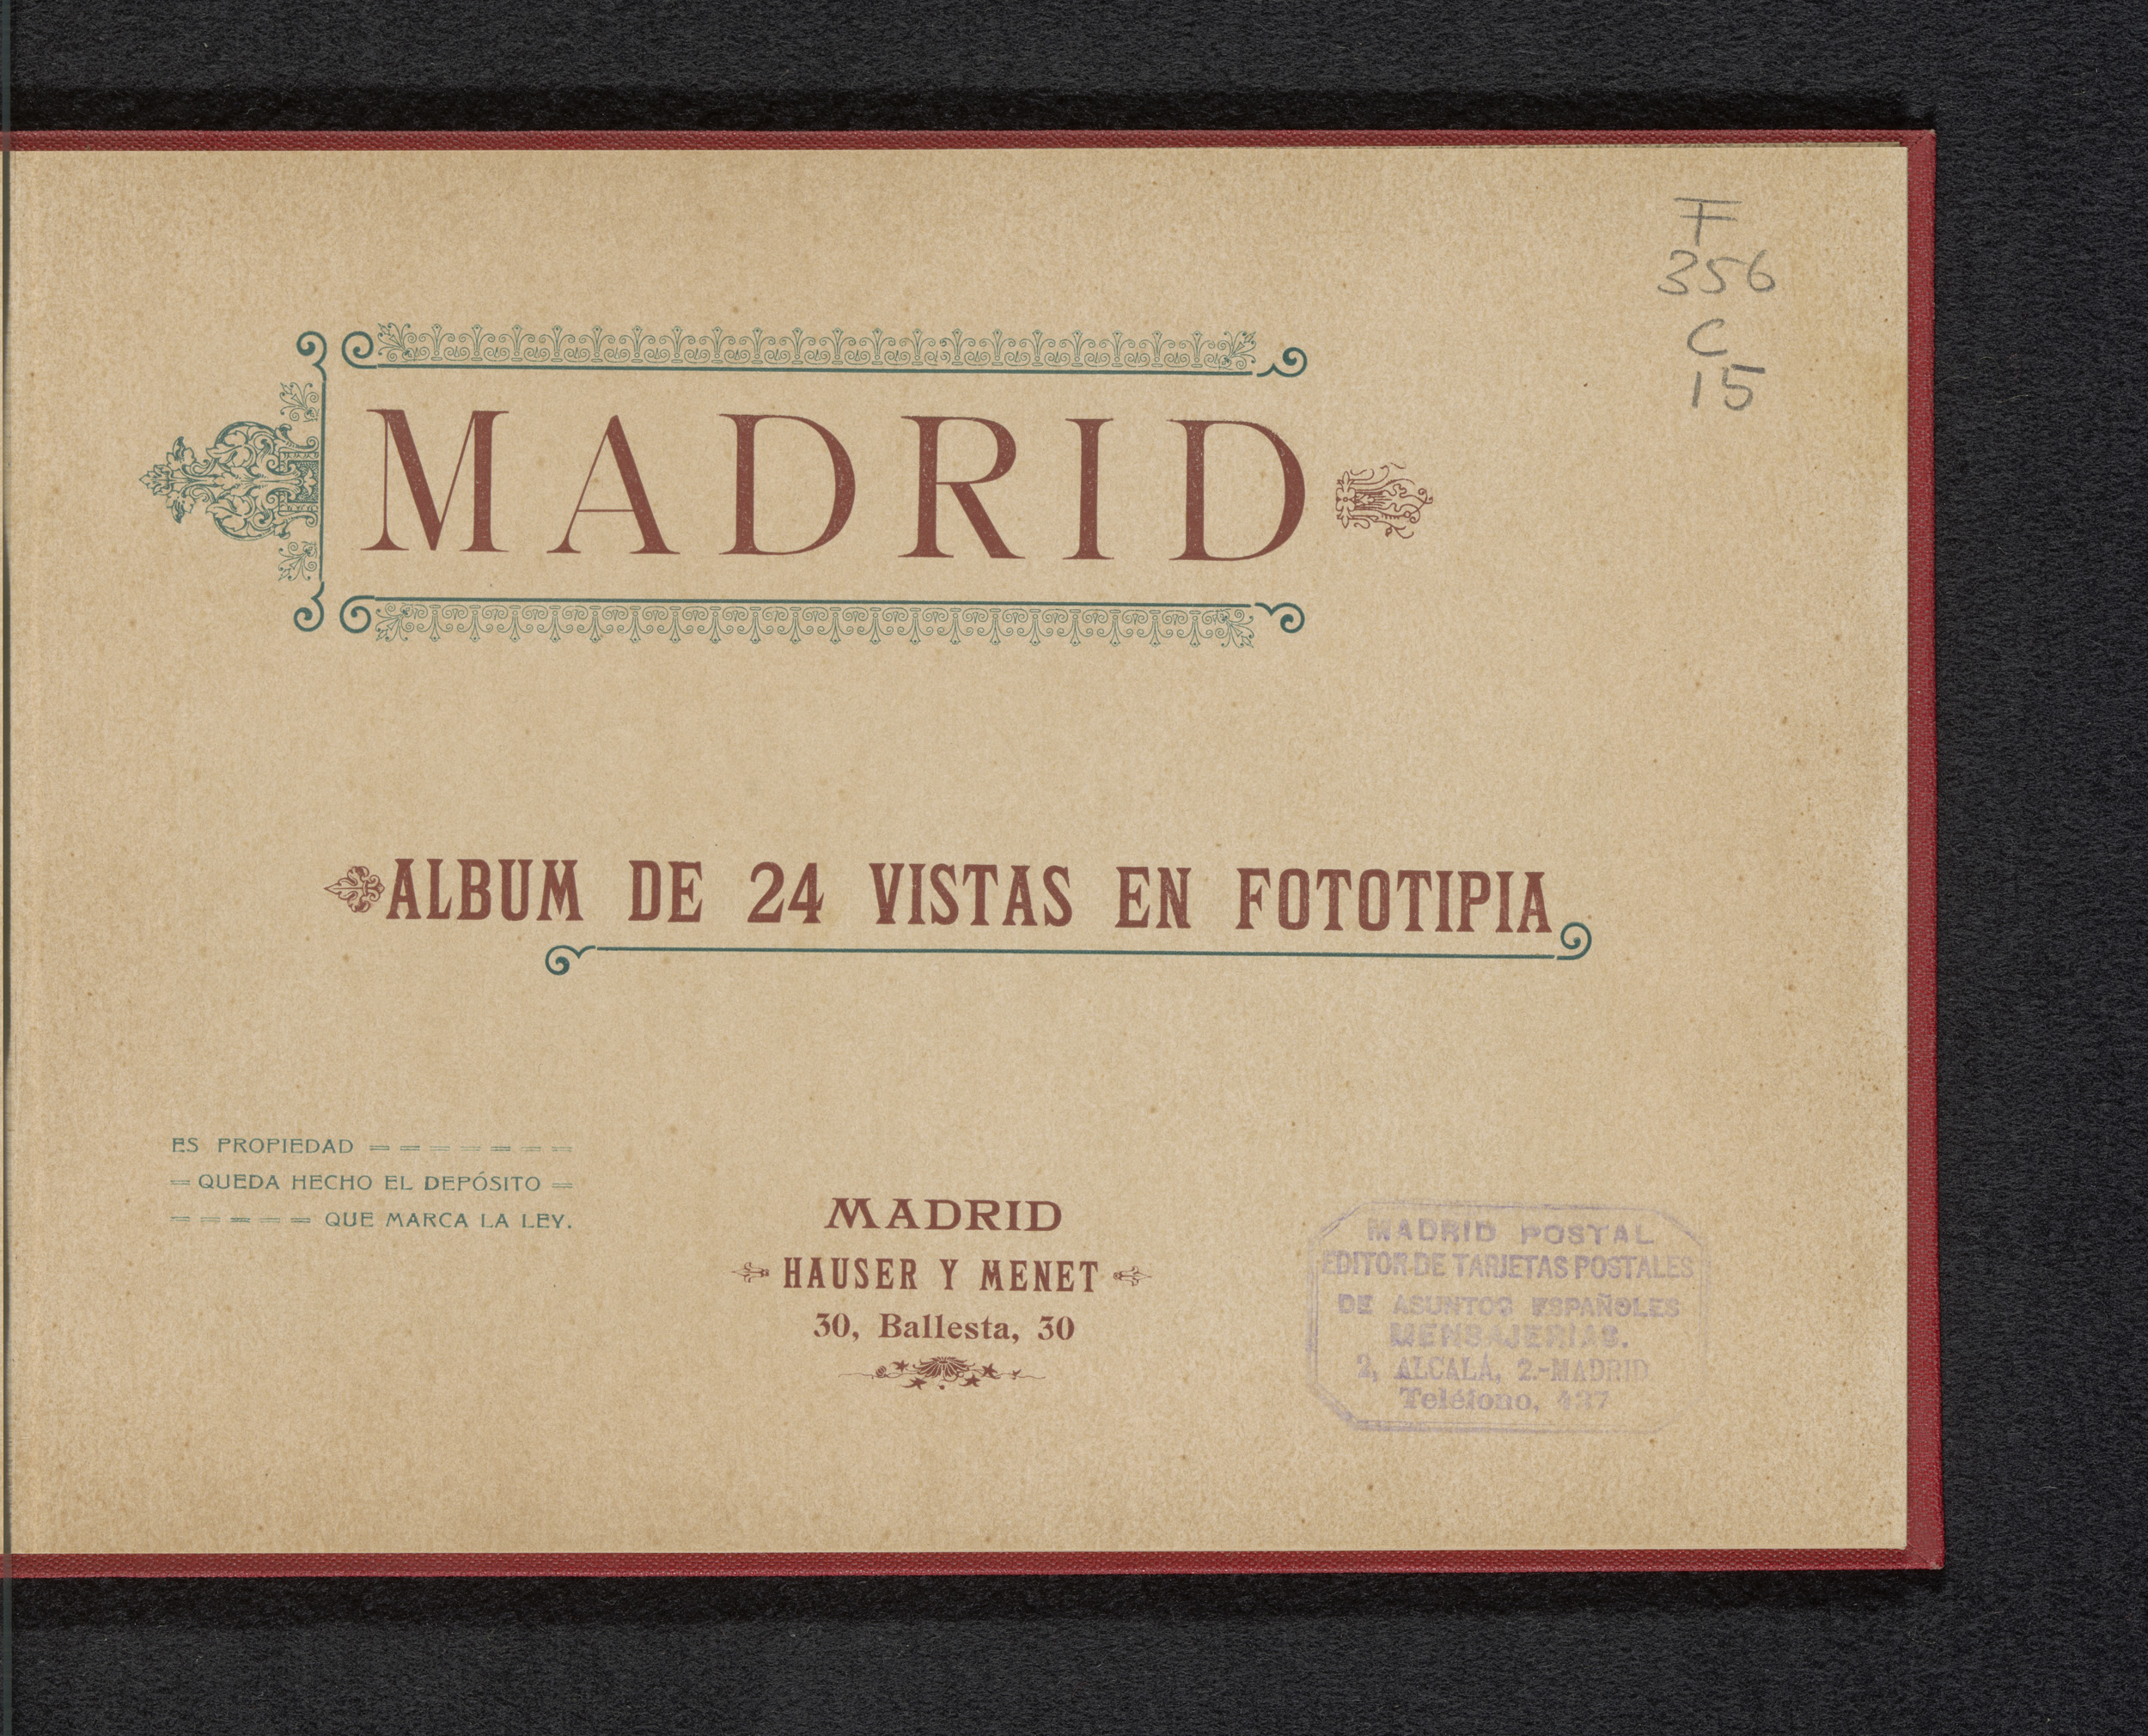 F
356
C
15
MADRID
ALBUM DE 24 VISTAS EN FOTOTIPIA
ES PROPIEDAD
QUEDA HECHO EL DEPÓSITO
QUE MARCA LA LEY.
MADRID
HAUSER Y MENET
30, Ballesta, 30
MADRID POSTAL
EDITOR DE TARJETAS POSTALES
DE ASUNTOS ESPAÑOLES
MENSAJERIAS.
2, ALCALÁ, 2.-MADRID
Teléfono, 437